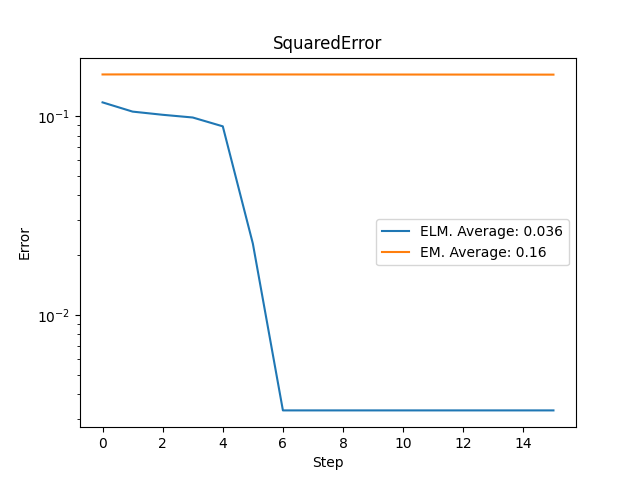 SquaredError
Error
10⁻¹
10⁻²
ELM. Average: 0.036
EM. Average: 0.16
0 2 4 6 8 10 12 14
Step